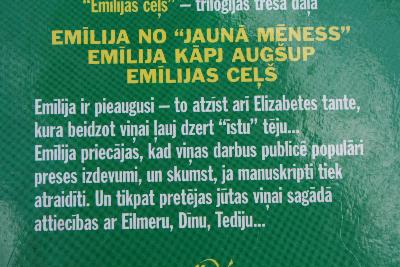 "Emīlijas ceļš" — triloģijas trešā daļa
EMĪLIJA NO "JAUNĀ MĒNESS"
EMĪLIJA KĀPJ AUGŠUP
EMĪLIJAS CEĻŠ
Emīlija ir pieaugusi – to atzīst arī Elizabetes tante,
kura beidzot viņai ļauj dzert "īstu" tēju...
Emīlija priecājas, kad viņas darbus publicē populāri
preses izdevumi, un skumst, ja manuskripti tiek
atraidīti. Un tikpat pretējas jūtas viņai sagādā
attiecības ar Eilmeru, Dīnu, Tediju...